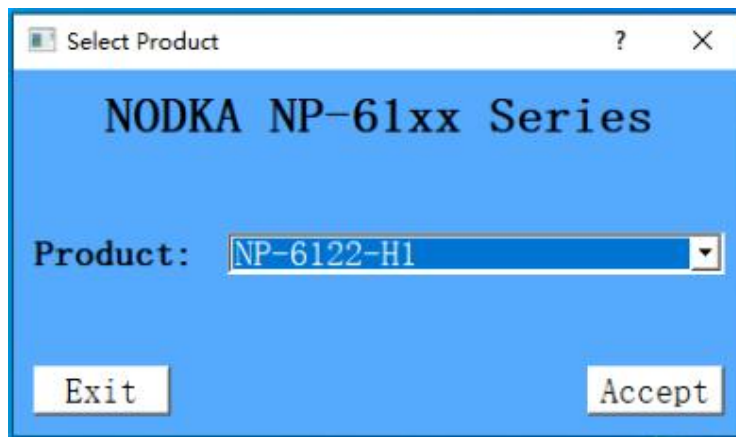 Select Product ?
NODKA NP-61xx Series
Product: NP-6122-H1
Exit Accept